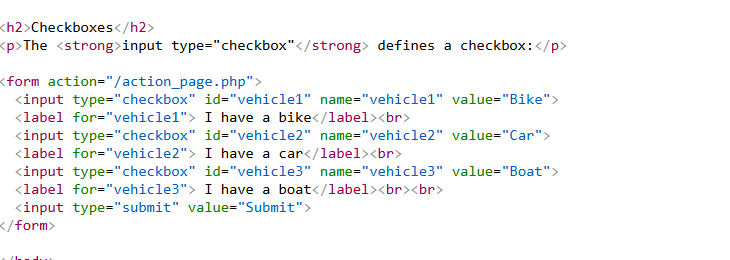 <h2>Checkboxes</h2>
<p>The <strong>input type="checkbox"</strong> defines a checkbox:</p>
<form action="/action_page.php">
<input type="checkbox" id="vehicle1" name="vehicle1" value="Bike">
<label for="vehicle1"> I have a bike</label><br>
<input type="checkbox" id="vehicle2" name="vehicle2" value="Car">
<label for="vehicle2"> I have a car</label><br>
<input type="checkbox" id="vehicle3" name="vehicle3" value="Boat">
<label for="vehicle3"> I have a boat</label><br><br>
<input type="submit" value="Submit">
</form>
</body>